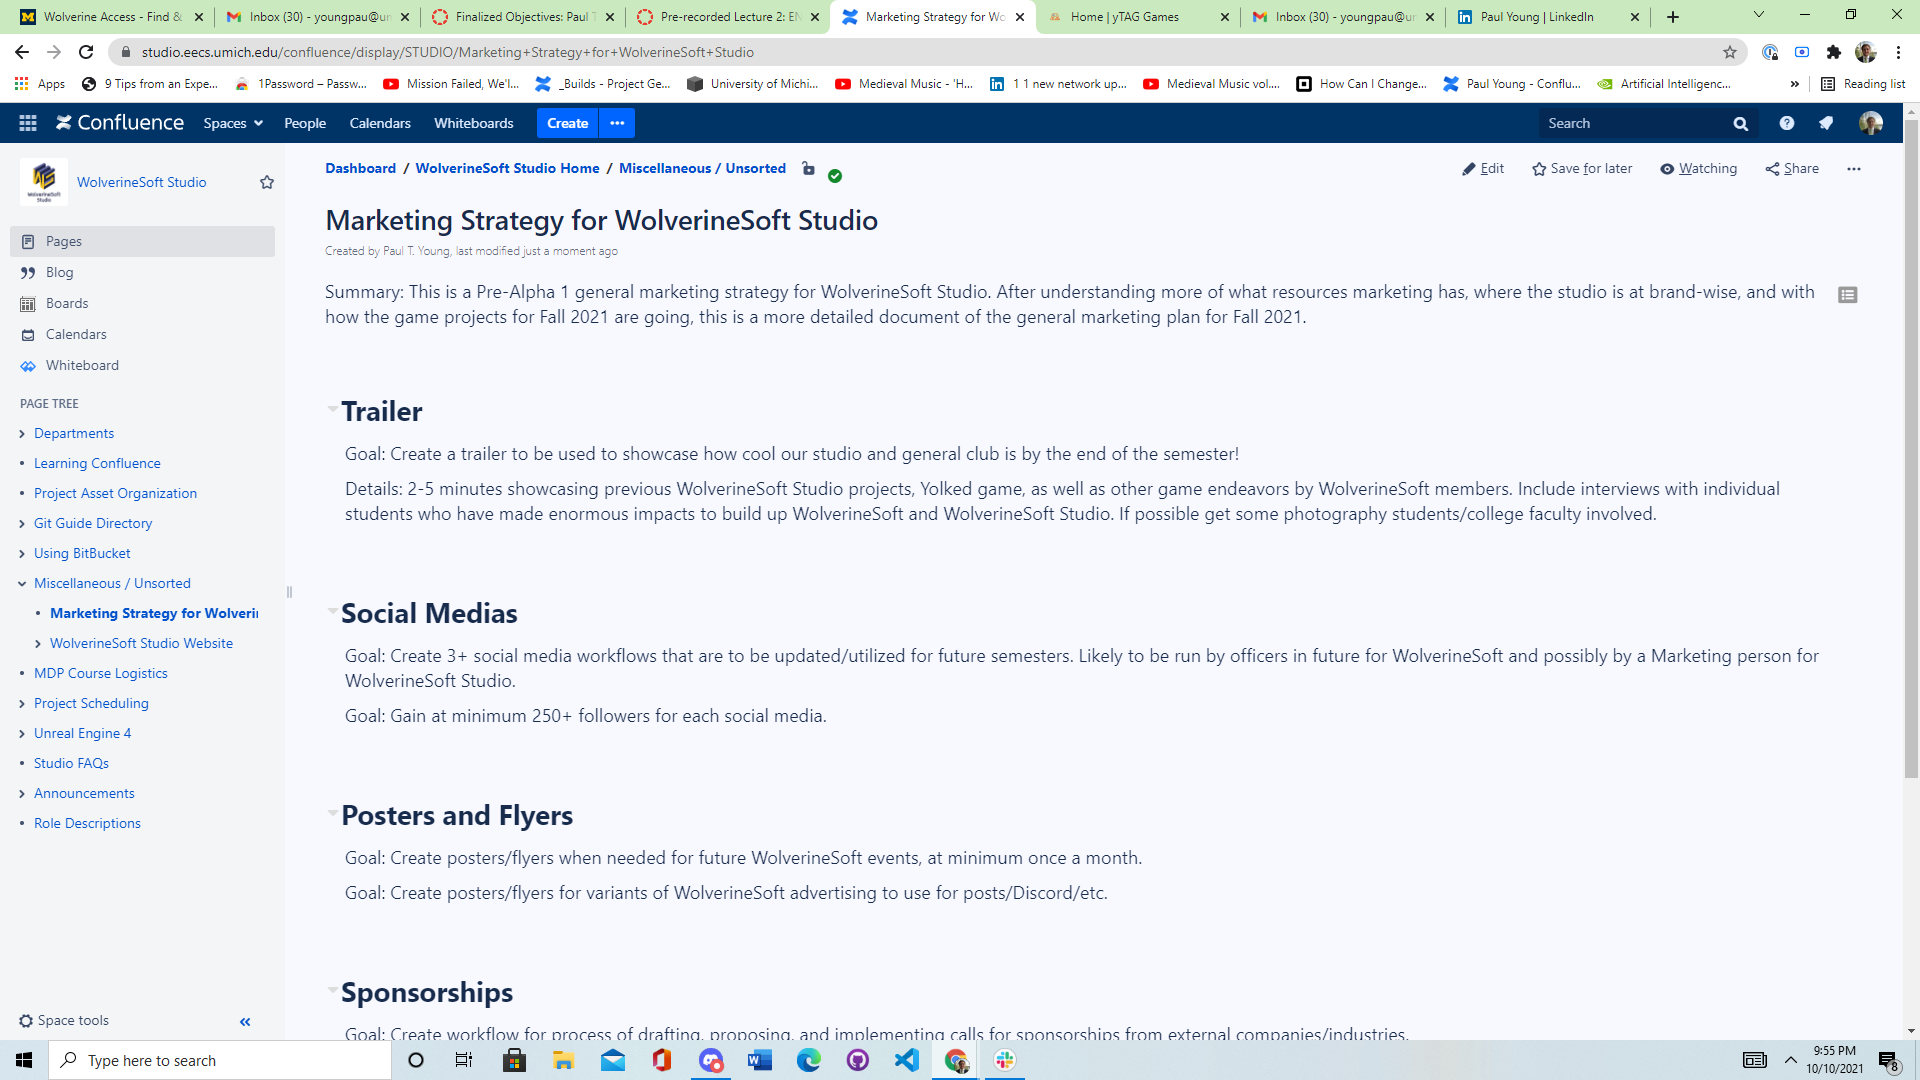 Wolverine Access - Find &
Inbox (30) - youngpau@un
Finalized Objectives: Paul T
Pre-recorded Lecture 2: EN
Marketing Strategy for Wo
Home | yTAG Games
Inbox (30) - youngpau@un
Paul Young | LinkedIn
studio.eecs.umich.edu/confluence/display/STUDIO/Marketing+Strategy+for+WolverineSoft+Studio
Apps
9 Tips from an Expe...
1Password – Passw...
Mission Failed, We'l...
_Builds - Project Ge...
University of Michi...
Medieval Music - 'H...
1 1 new network up...
Medieval Music vol....
How Can I Change...
Paul Young - Conflu...
Artificial Intelligenc...
»
Reading list
Confluence
Spaces
People
Calendars
Whiteboards
Create
Search
WolverineSoft Studio
Pages
Blog
Boards
Calendars
Whiteboard
PAGE TREE
Departments
Learning Confluence
Project Asset Organization
Git Guide Directory
Using BitBucket
Miscellaneous / Unsorted
Marketing Strategy for Wolverin
WolverineSoft Studio Website
MDP Course Logistics
Project Scheduling
Unreal Engine 4
Studio FAQs
Announcements
Role Descriptions
Space tools
Dashboard / WolverineSoft Studio Home / Miscellaneous / Unsorted
Edit
Save for later
Watching
Share
Marketing Strategy for WolverineSoft Studio
Created by Paul T. Young, last modified just a moment ago
Summary: This is a Pre-Alpha 1 general marketing strategy for WolverineSoft Studio. After understanding more of what resources marketing has, where the studio is at brand-wise, and with
how the game projects for Fall 2021 are going, this is a more detailed document of the general marketing plan for Fall 2021.
Trailer
Goal: Create a trailer to be used to showcase how cool our studio and general club is by the end of the semester!
Details: 2-5 minutes showcasing previous WolverineSoft Studio projects, Yolked game, as well as other game endeavors by WolverineSoft members. Include interviews with individual
students who have made enormous impacts to build up WolverineSoft and WolverineSoft Studio. If possible get some photography students/college faculty involved.
Social Medias
Goal: Create 3+ social media workflows that are to be updated/utilized for future semesters. Likely to be run by officers in future for WolverineSoft and possibly by a Marketing person for
WolverineSoft Studio.
Goal: Gain at minimum 250+ followers for each social media.
Posters and Flyers
Goal: Create posters/flyers when needed for future WolverineSoft events, at minimum once a month.
Goal: Create posters/flyers for variants of WolverineSoft advertising to use for posts/Discord/etc.
Sponsorships
Goal: Create workflow for process of drafting, proposing, and implementing calls for sponsorships from external companies/industries.
Type here to search
9:55 PM
10/10/2021
8